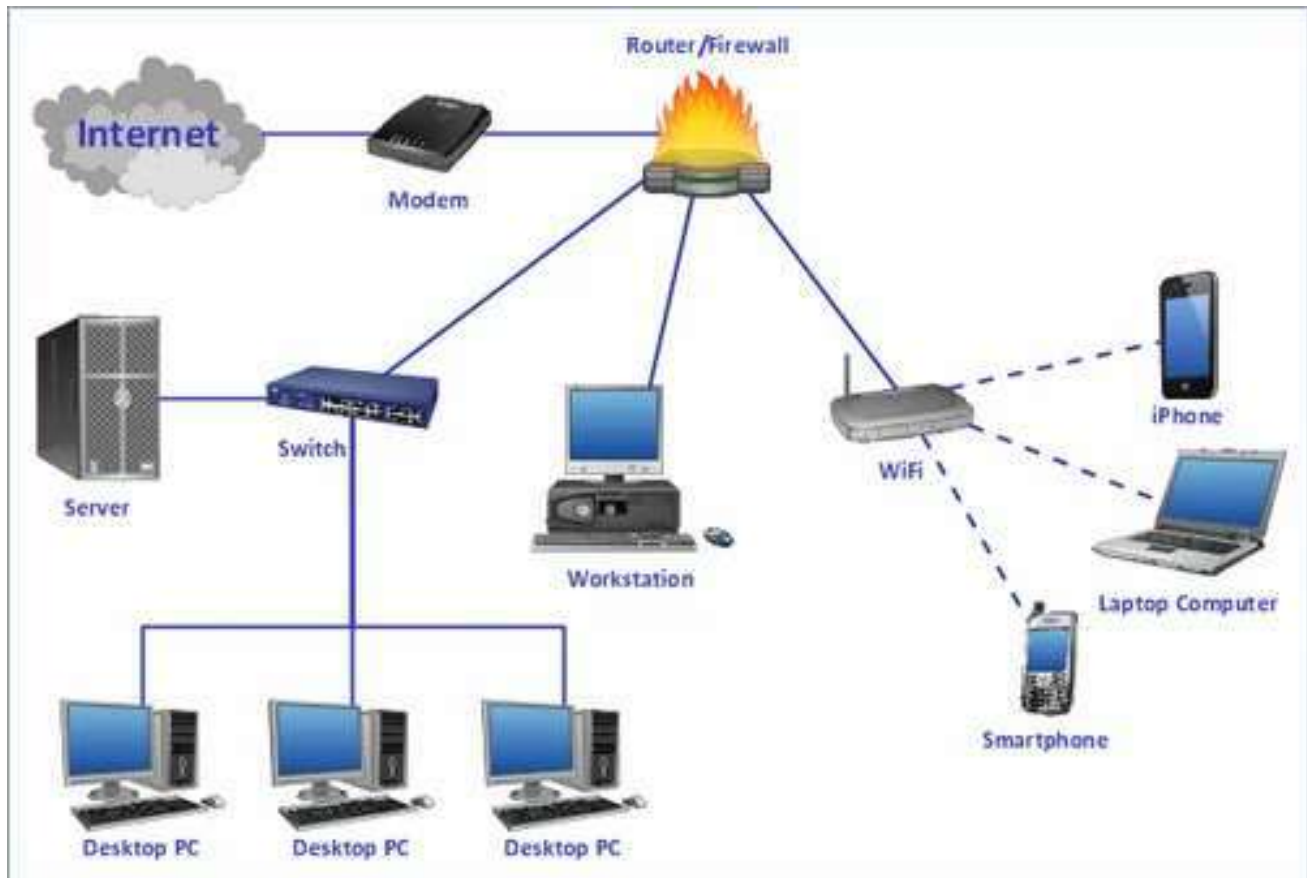 Router/Firewall
Internet
Modem
Server
Switch
Workstation
WiFi
iPhone
Laptop Computer
Smartphone
Desktop PC
Desktop PC
Desktop PC